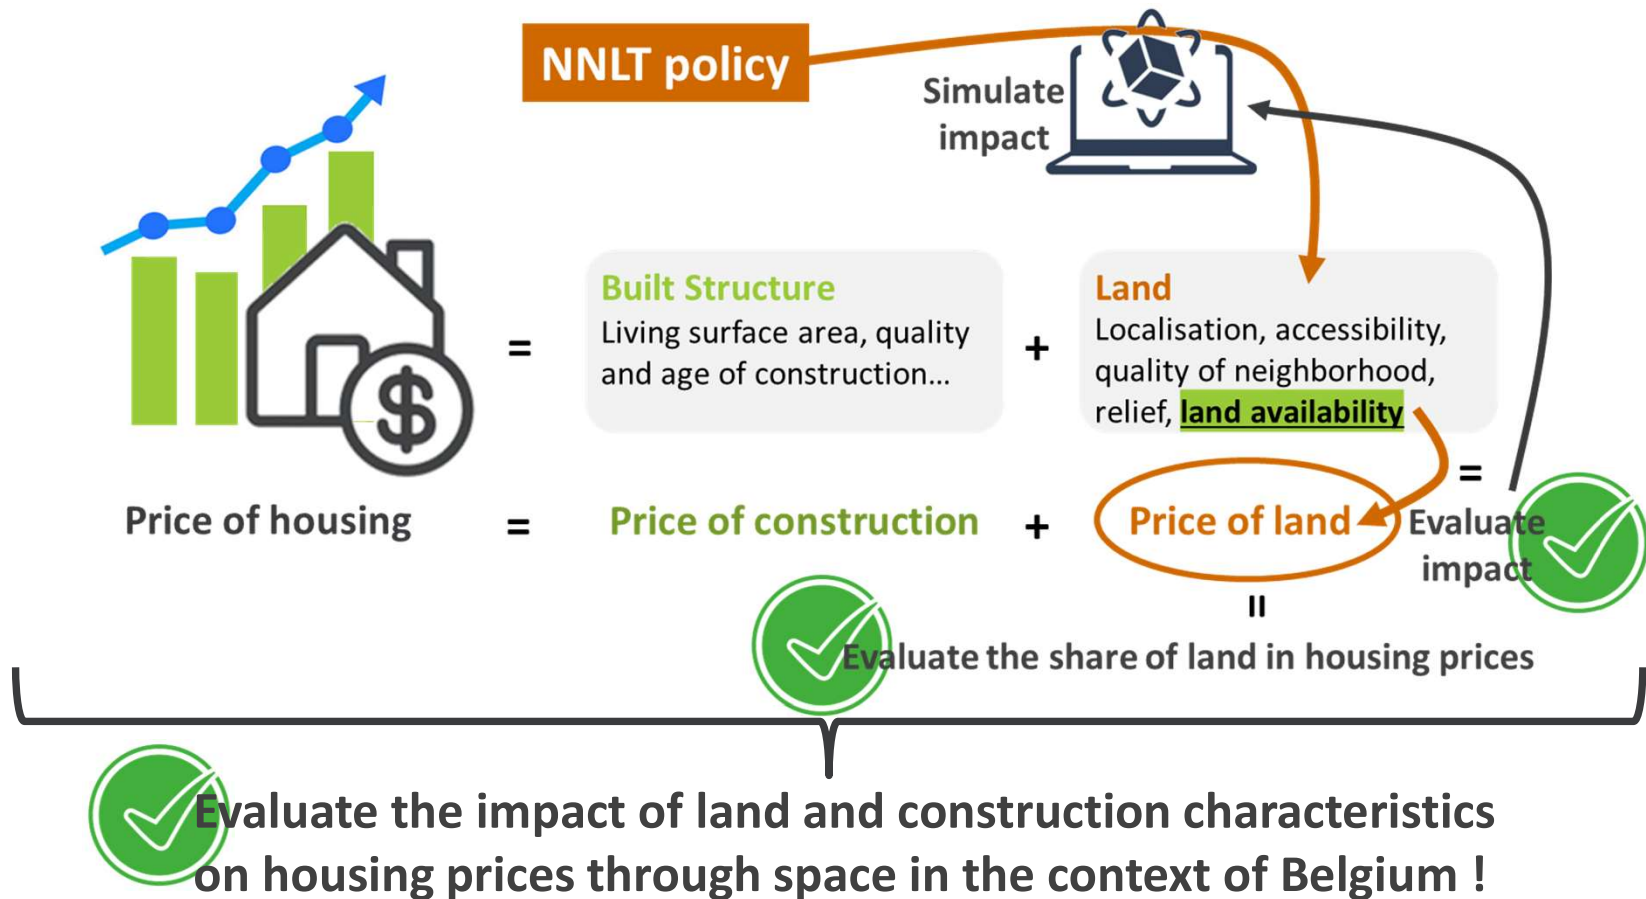 NNLT policy
Simulate
impact
Built Structure
Living surface area, quality
and age of construction...
=
+
Land
Localisation, accessibility,
quality of neighborhood,
relief, land availability
=
$
Price of housing
=
Price of construction
+
Price of land
Evaluate
impact
=
Evaluate the share of land in housing prices
Evaluate the impact of land and construction characteristics
on housing prices through space in the context of Belgium !